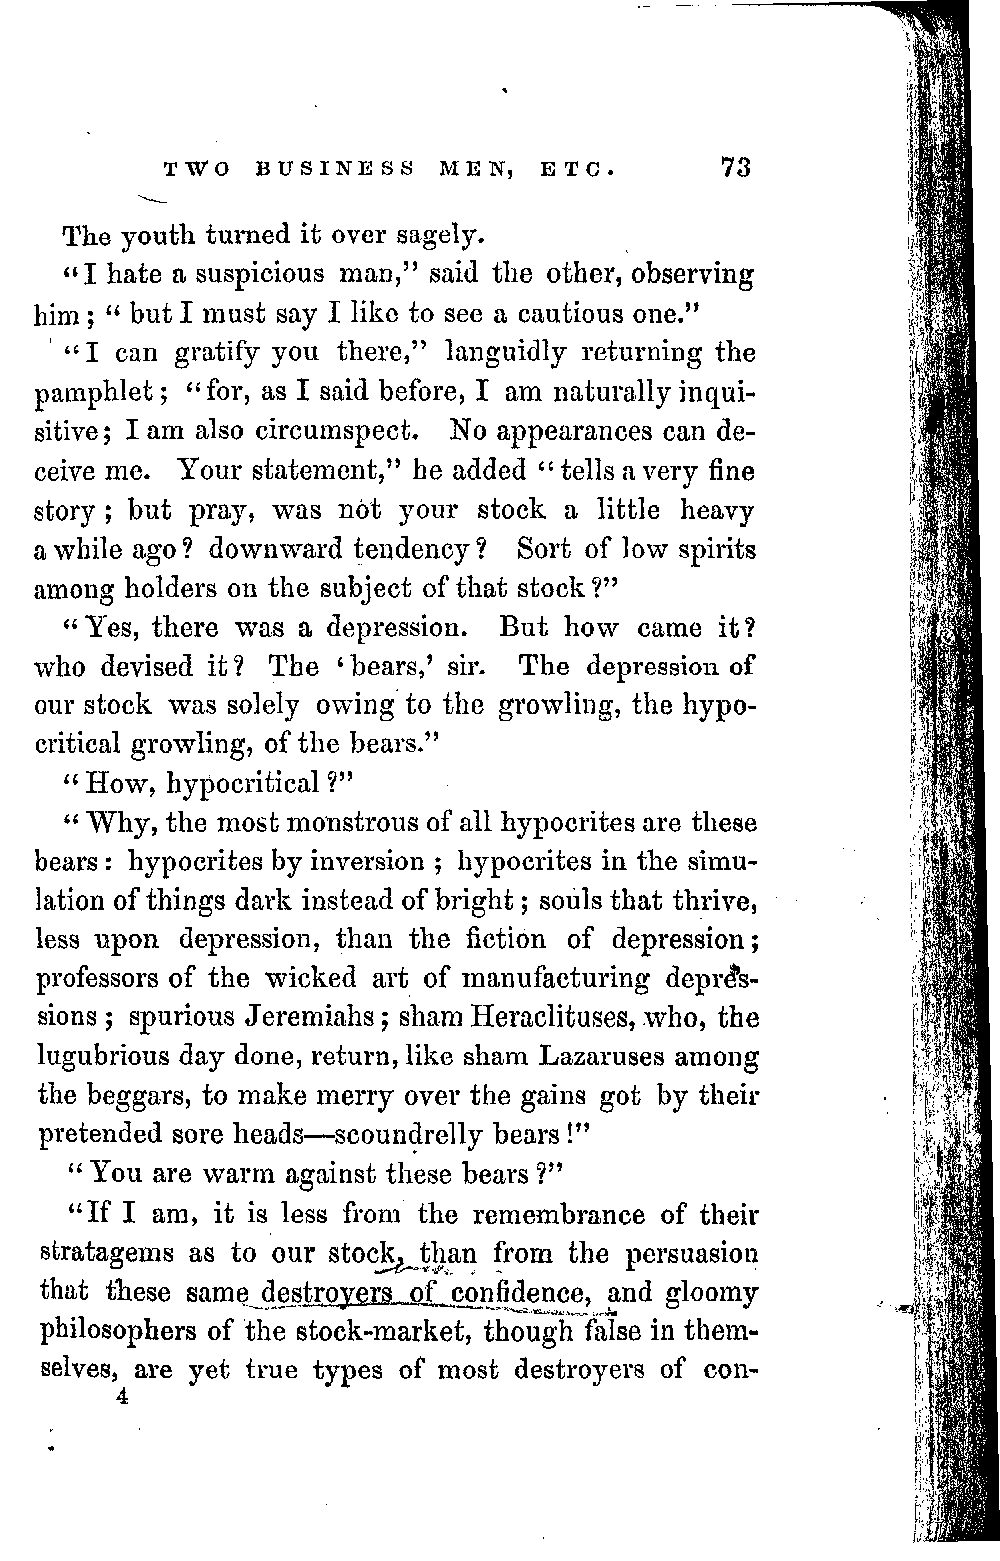 TWO BUSINESS MEN, ETC. 73
The youth turned it over sagely.
“I hate a suspicious man,” said the other, observing
him ; “ but I must say I like to see a cautious one.”
“I can gratify you there,” languidly returning the
pamphlet ; “for, as I said before, I am naturally inqui-
sitive; I am also circumspect. No appearances can de-
ceive me. Your statement,” he added “tells a very fine
story ; but pray, was not your stock a little heavy
a while ago? downward tendency? Sort of low spirits
among holders on the subject of that stock ?”
“Yes, there was a depression. But how came it?
who devised it? The ‘bears,’ sir. The depression of
our stock was solely owing to the growling, the hypo-
critical growling, of the bears.”
“How, hypocritical ?”
“Why, the most monstrous of all hypocrites are these
bears: hypocrites by inversion ; hypocrites in the simu-
lation of things dark instead of bright ; souls that thrive,
less upon depression, than the fiction of depression;
professors of the wicked art of manufacturing depres-
sions ; spurious Jeremiahs ; sham Heraclituses, who, the
lugubrious day done, return, like sham Lazaruses among
the beggars, to make merry over the gains got by their
pretended sore heads—scoundrelly bears !”
“You are warm against these bears ?”
“If I am, it is less from the remembrance of their
stratagems as to our stock, than from the persuasion
that these same destroyers of confidence, and gloomy
philosophers of the stock-market, though false in them-
selves, are yet true types of most destroyers of con-
4